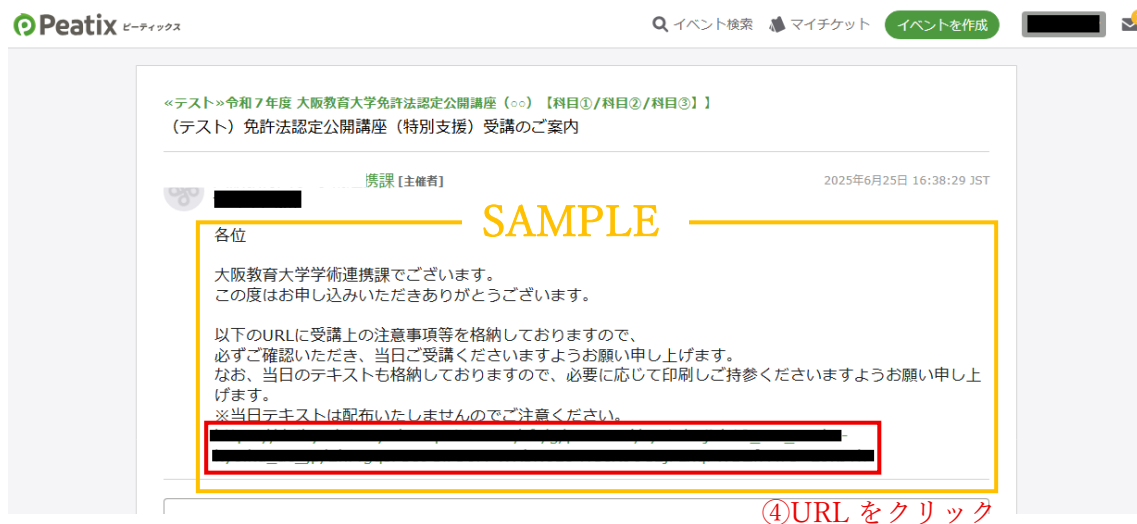 Peatix ピーティックス
イベント検索 マイチケット イベントを作成
«テスト»令和７年度 大阪教育大学免許法認定公開講座（○○）【科目①/科目②/科目③】】
（テスト）免許法認定公開講座（特別支援）受講のご案内
携課 [主催者] 2025年6月25日 16:38:29 JST
SAMPLE
各位
大阪教育大学学術連携課でございます。
この度はお申し込みいただきありがとうございます。
以下のURLに受講上の注意事項等を格納しておりますので、
必ずご確認いただき、当日ご受講くださいますようお願い申し上げます。
なお、当日のテキストも格納しておりますので、必要に応じて印刷しご持参くださいますようお願い申し上
げます。
※当日テキストは配布いたしませんのでご注意ください。
④URL をクリック